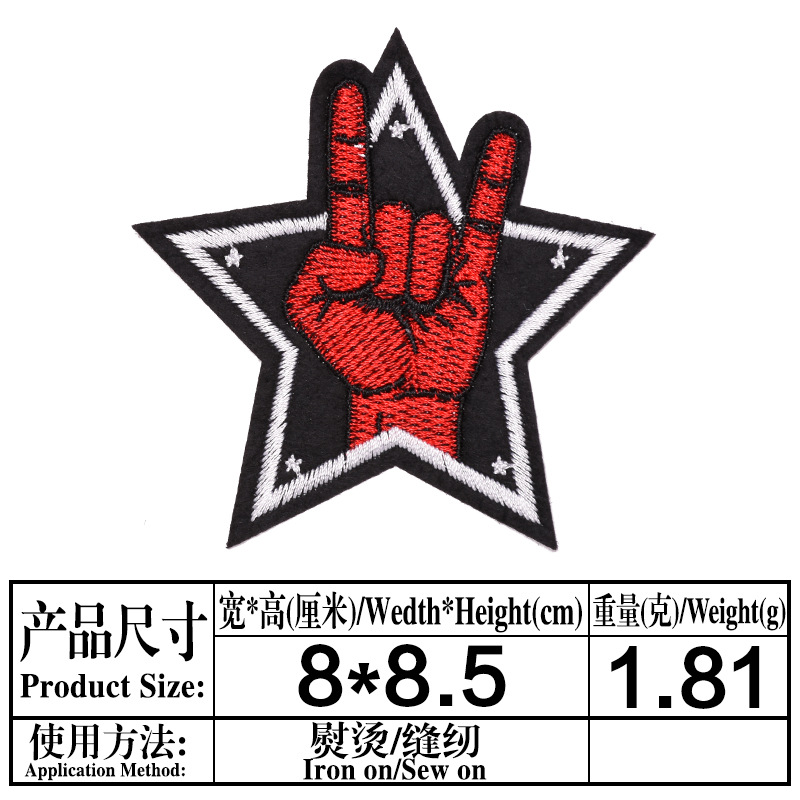 产品尺寸
Product Size:
宽*高(厘米)/Wedth*Height(cm)
重量(克)/Weight(g)
8*8.5
1.81
使用方法:
Application Method:
熨烫/缝纫
Iron on/Sew on